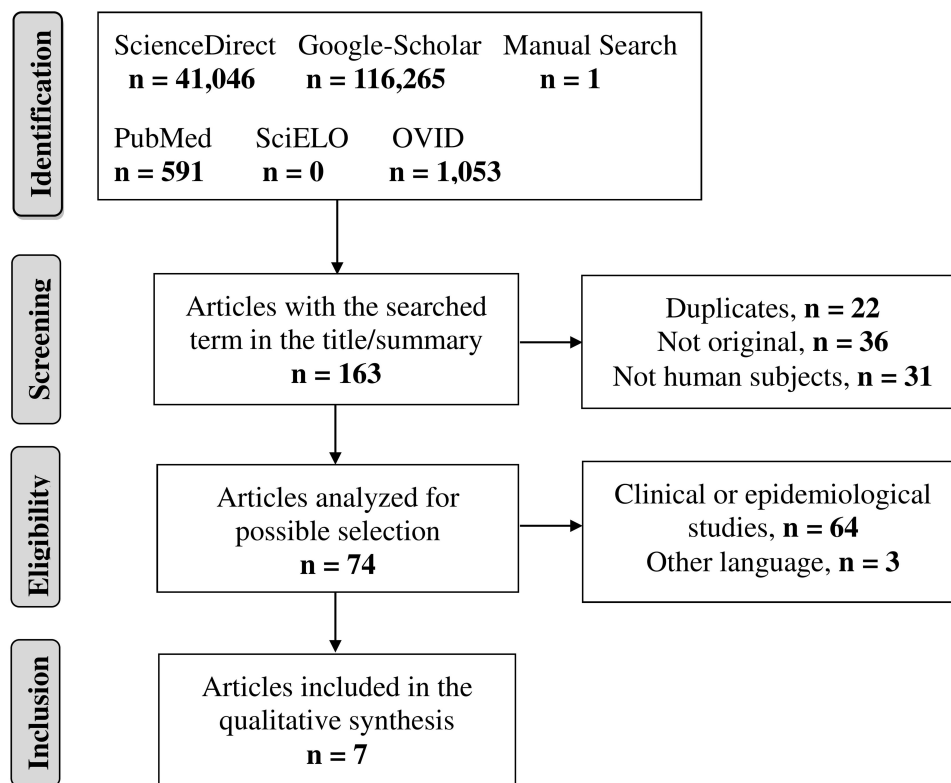 Identification
ScienceDirect Google-Scholar Manual Search
n = 41,046 n = 116,265 n = 1
PubMed SciELO OVID
n = 591 n = 0 n = 1,053
Screening
Articles with the searched
term in the title/summary
n = 163
Duplicates, n = 22
Not original, n = 36
Not human subjects, n = 31
Eligibility
Articles analyzed for
possible selection
n = 74
Clinical or epidemiological
studies, n = 64
Other language, n = 3
Inclusion
Articles included in the
qualitative synthesis
n = 7